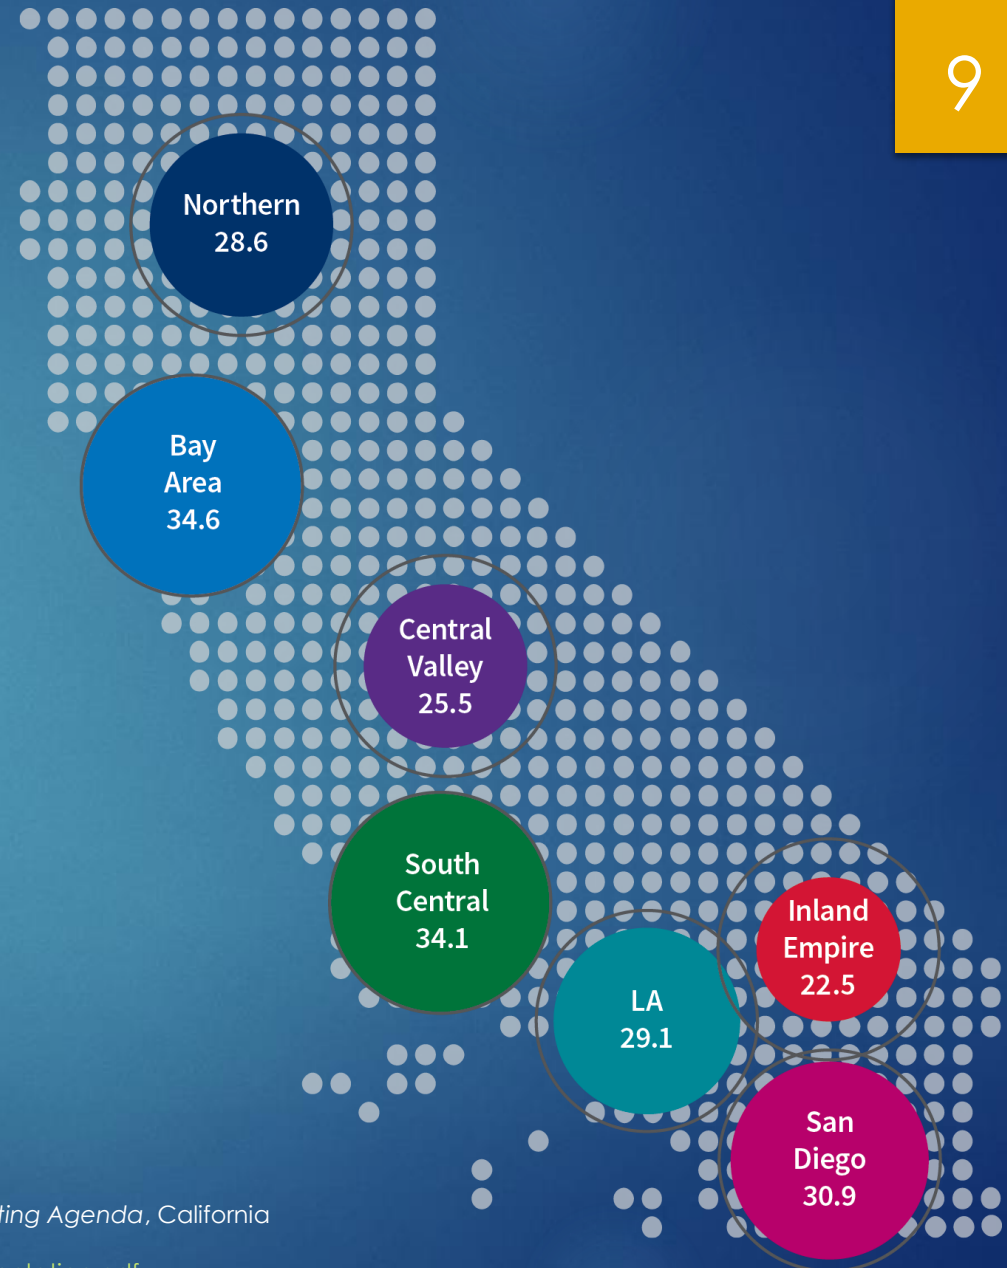 9
Northern
28.6
Bay
Area
34.6
Central
Valley
25.5
South
Central
34.1
Inland
Empire
22.5
LA
29.1
San
Diego
30.9
Agenda, California